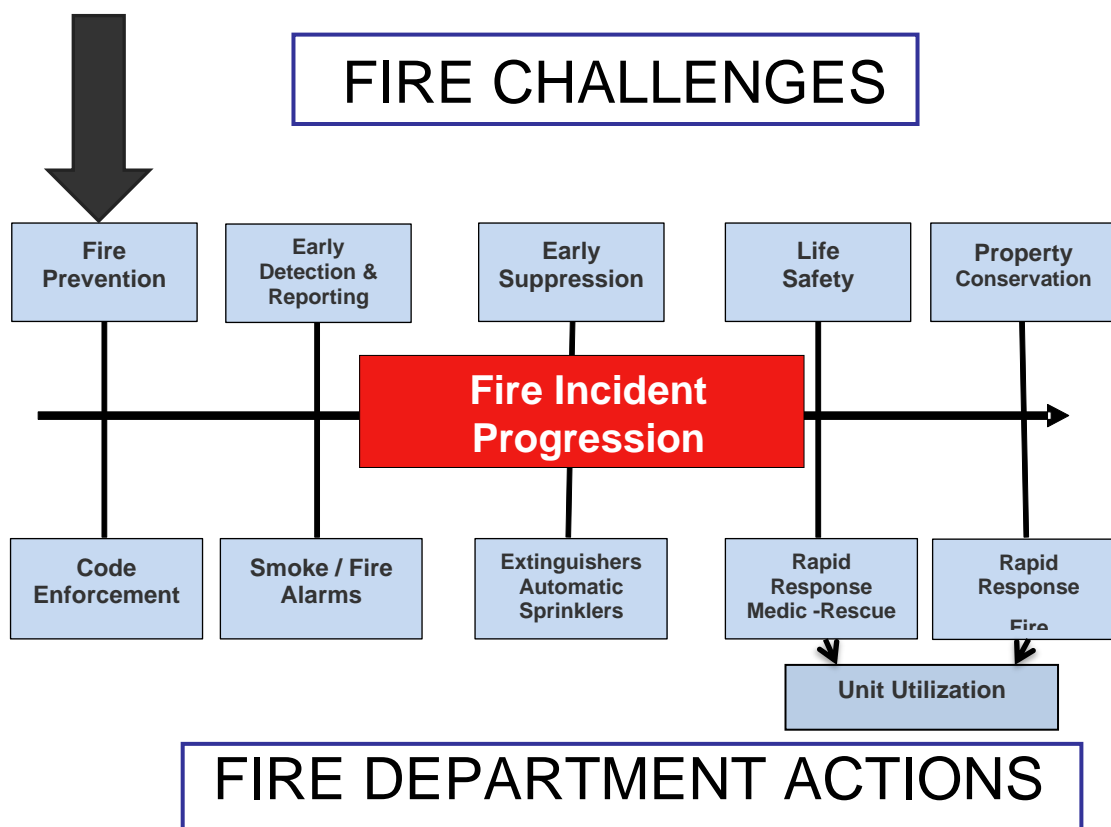 FIRE CHALLENGES
Fire
Prevention
Early
Detection &
Reporting
Early
Suppression
Life
Safety
Property
Conservation
Fire Incident
Progression
Code
Enforcement
Smoke / Fire
Alarms
Extinguishers
Automatic
Sprinklers
Rapid
Response
Medic -Rescue
Rapid
Response
Fire
Unit Utilization
FIRE DEPARTMENT ACTIONS